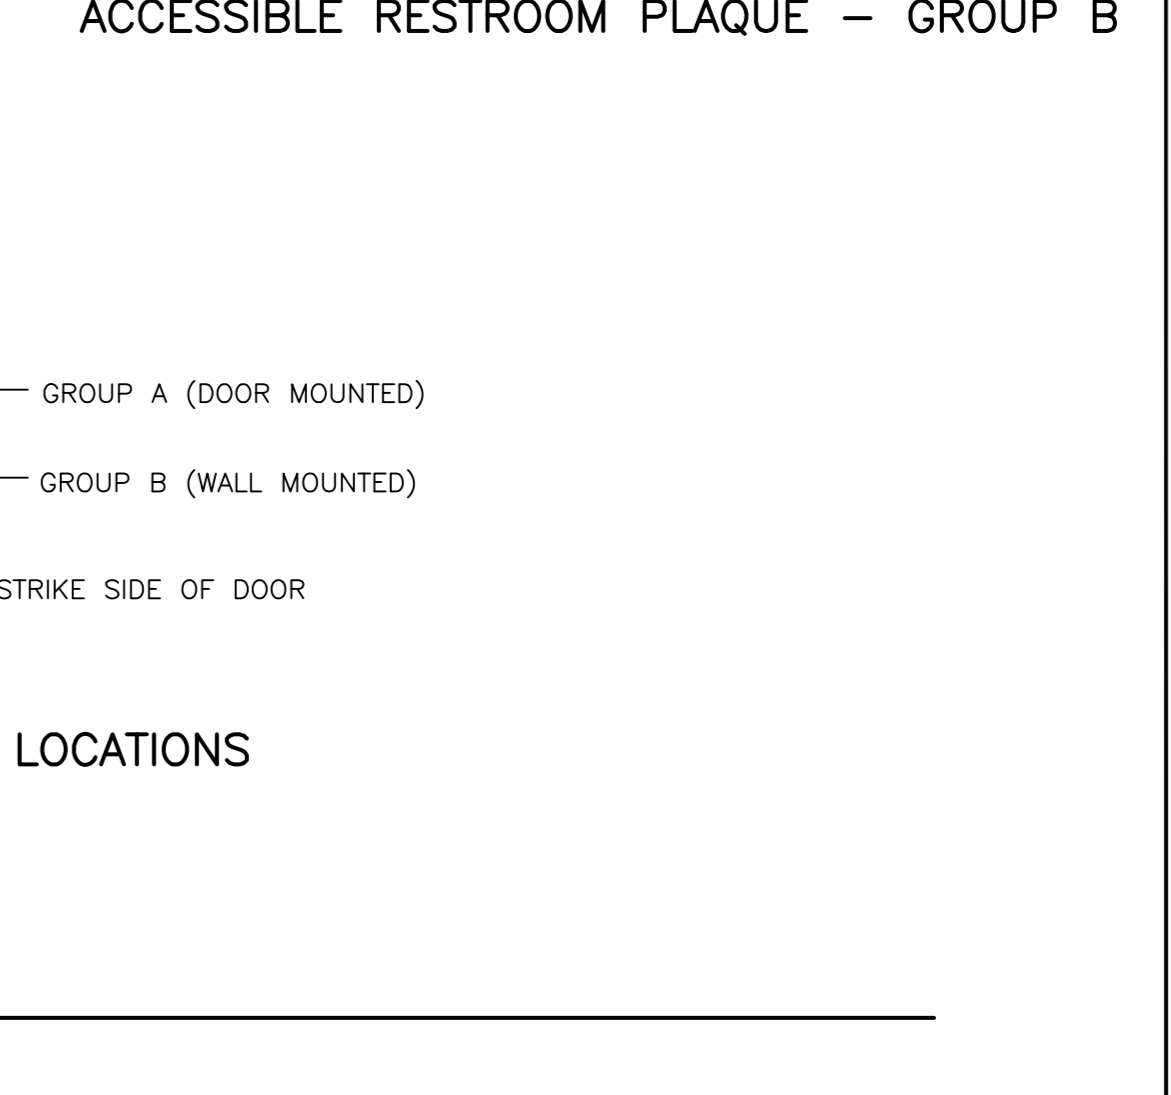 ACCESSIBLE RESTROOM PLAQUE – GROUP B
GROUP A (DOOR MOUNTED)
GROUP B (WALL MOUNTED)
STRIKE SIDE OF DOOR
LOCATIONS